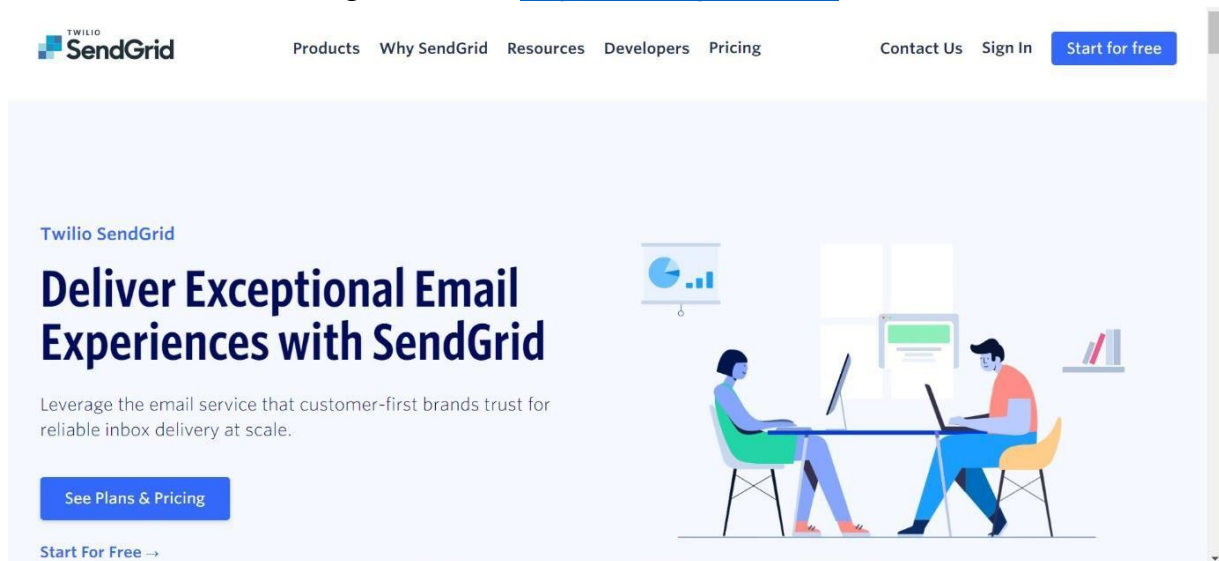 TWILIO
SendGrid
Products Why SendGrid Resources Developers Pricing Contact Us Sign In Start for free
Twilio SendGrid
Deliver Exceptional Email
Experiences with SendGrid
Leverage the email service that customer-first brands trust for
reliable inbox delivery at scale.
See Plans & Pricing
Start For Free →